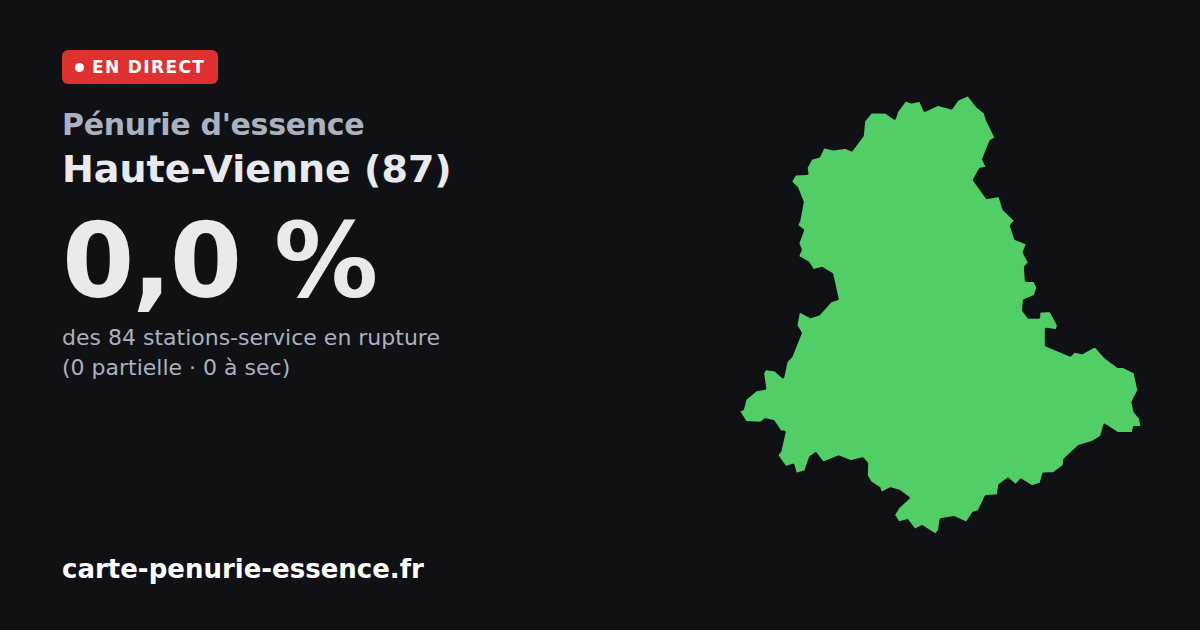 EN DIRECT
Pénurie d'essence
Haute-Vienne (87)
0,0 %
des 84 stations-service en rupture
(0 partielle · 0 à sec)
carte-penurie-essence.fr